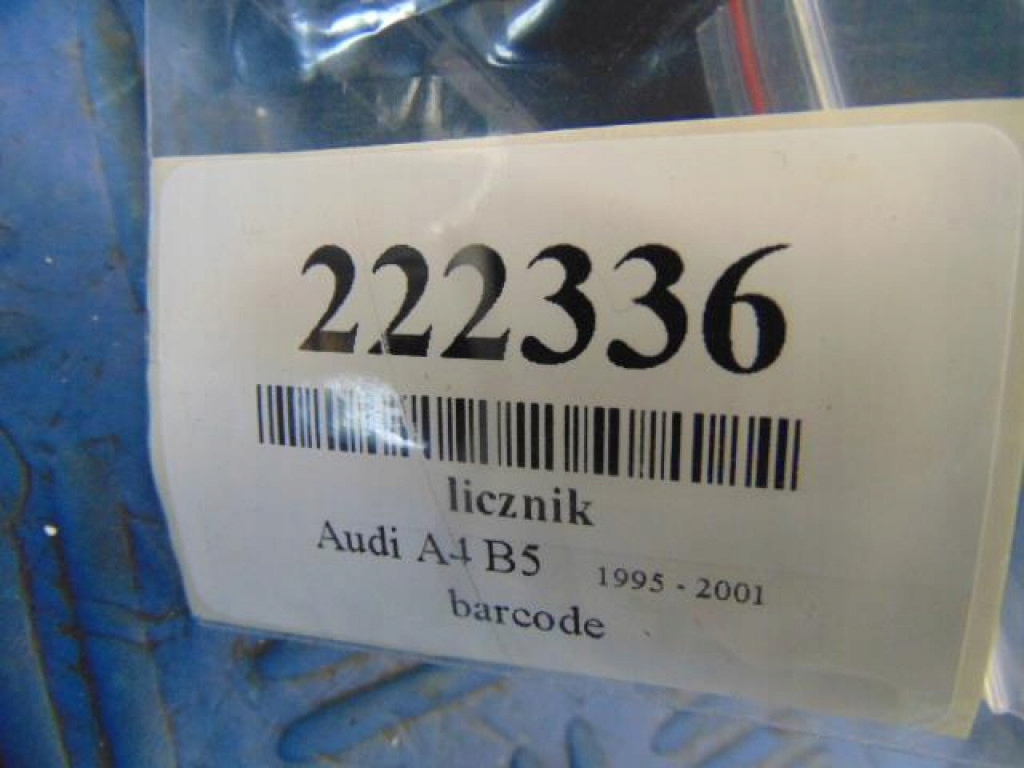 222336
licznik
Audi A4 B5 1995 - 2001
barcode